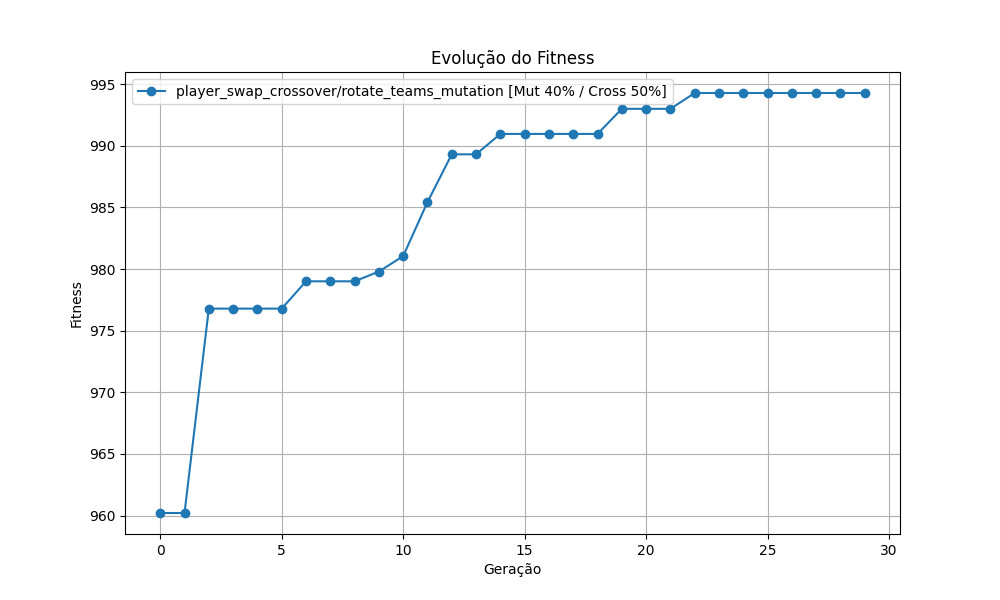 Evolução do Fitness
player_swap_crossover/rotate_teams_mutation [Mut 40% / Cross 50%]
Fitness
995
990
985
980
975
970
965
960
0 5 10 15 20 25 30
Geração